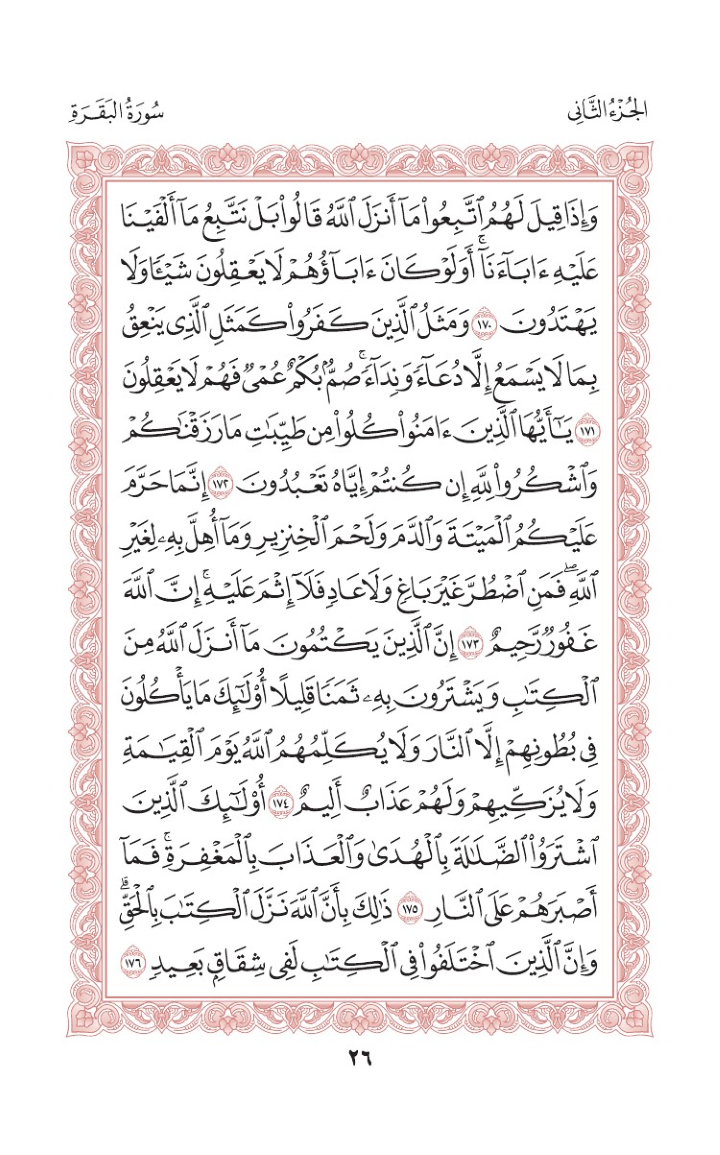 الجُزْءُ الثَّانِى
سُورَةُ البَقَرَةِ
وَإِذَا قِيلَ لَهُمُ ٱتَّبِعُوا۟ مَآ أَنزَلَ ٱللَّهُ قَالُوا۟ بَلۡ نَتَّبِعُ مَآ أَلۡفَيۡنَا
عَلَيۡهِ ءَابَآءَنَآۚ أَوَلَوۡ كَانَ ءَابَآؤُهُمۡ لَا يَعۡقِلُونَ شَيۡـًٔا وَلَا
يَهۡتَدُونَ ١٧٠ وَمَثَلُ ٱلَّذِينَ كَفَرُوا۟ كَمَثَلِ ٱلَّذِى يَنۡعِقُ
بِمَا لَا يَسۡمَعُ إِلَّا دُعَآءً وَنِدَآءًۚ صُمُّۢ بُكۡمٌ عُمۡىٌ فَهُمۡ لَا يَعۡقِلُونَ
١٧١ يَـٰٓأَيُّهَا ٱلَّذِينَ ءَامَنُوا۟ كُلُوا۟ مِن طَيِّبَـٰتِ مَا رَزَقۡنَـٰكُمۡ
وَٱشۡكُرُوا۟ لِلَّهِ إِن كُنتُمۡ إِيَّاهُ تَعۡبُدُونَ ١٧٢ إِنَّمَا حَرَّمَ
عَلَيۡكُمُ ٱلۡمَيۡتَةَ وَٱلدَّمَ وَلَحۡمَ ٱلۡخِنزِيرِ وَمَآ أُهِلَّ بِهِۦ لِغَيۡرِ
ٱللَّهِۖ فَمَنِ ٱضۡطُرَّ غَيۡرَ بَاغٍ وَلَا عَادٍ فَلَآ إِثۡمَ عَلَيۡهِۚ إِنَّ ٱللَّهَ
غَفُورٌ رَّحِيمٌ ١٧٣ إِنَّ ٱلَّذِينَ يَكۡتُمُونَ مَآ أَنزَلَ ٱللَّهُ مِنَ
ٱلۡكِتَـٰبِ وَيَشۡتَرُونَ بِهِۦ ثَمَنًا قَلِيلًا أُو۟لَـٰٓئِكَ مَا يَأۡكُلُونَ
فِى بُطُونِهِمۡ إِلَّا ٱلنَّارَ وَلَا يُكَلِّمُهُمُ ٱللَّهُ يَوۡمَ ٱلۡقِيَـٰمَةِ
وَلَا يُزَكِّيهِمۡ وَلَهُمۡ عَذَابٌ أَلِيمٌ ١٧٤ أُو۟لَـٰٓئِكَ ٱلَّذِينَ
ٱشۡتَرَوُا۟ ٱلضَّلَـٰلَةَ بِٱلۡهُدَىٰ وَٱلۡعَذَابَ بِٱلۡمَغۡفِرَةِۚ فَمَآ
أَصۡبَرَهُمۡ عَلَى ٱلنَّارِ ١٧٥ ذَٰلِكَ بِأَنَّ ٱللَّهَ نَزَّلَ ٱلۡكِتَـٰبَ بِٱلۡحَقِّۗ
وَإِنَّ ٱلَّذِينَ ٱخۡتَلَفُوا۟ فِى ٱلۡكِتَـٰبِ لَفِى شِقَاقٍۭ بَعِيدٍ ١٧٦
٢٦